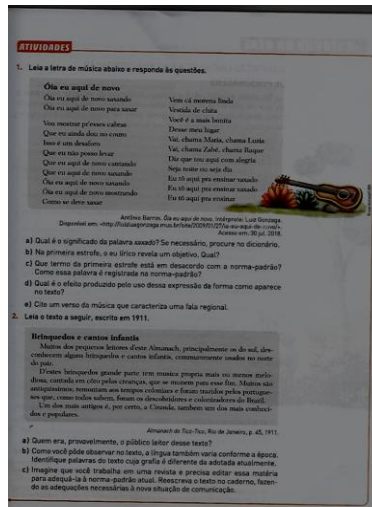 ATIVIDADES
1. Leia a letra de música abaixo e responda às questões.
Óia eu aqui de novo
Óia eu aqui de novo xaxando
Óia eu aqui de novo para xaxar
Vou mostrar pr'esses cabras
Que eu ainda dou no couro
Isso é um desaforo
Que eu não posso levar
Que eu aqui de novo cantando
Que eu aqui de novo xaxando
Óia eu aqui de novo xaxando
Óia eu aqui de novo mostrando
Como se deve xaxar
Vem cá morena linda
Vestida de chita
Você é a mais bonita
Desse meu lugar
Vai, chama Maria, chama Luzia
Vai, chama Zabé, chama Raque
Diz que tou aqui com alegria
Seja noite ou seja dia
Eu tô aqui pra ensinar xaxado
Eu tô aqui pra ensinar xaxado
Eu tô aqui pra ensinar xaxado
Antônio Barros. Óia eu aqui de novo. Intérprete: Luiz Gonzaga.
Acesso em: 30 jul. 2018.
a) Qual é o significado da palavra xaxado? Se necessário, procure no dicionário.
b) Na primeira estrofe, o eu lírico revela um objetivo. Qual?
c) Que termo da primeira estrofe está em desacordo com a norma-padrão?
Como essa palavra é registrada na norma-padrão?
d) Qual é o efeito produzido pelo uso dessa expressão da forma como aparece
no texto?
e) Cite um verso da música que caracteriza uma fala regional.
2. Leia o texto a seguir, escrito em 1911.
Brinquedos e cantos infantis
Muitos dos pequenos leitores d'este Almanach, principalmente os do sul, des-
conhecem alguns brinquedos e cantos infantis, communmente usados no norte
do paiz.
D'estes brinquedos grande parte tem musica propria mais ou menos melo-
diosa, cantada em côro pelas crianças, que se munem para esse fim. Muitos são
antiquissimos; remontam aos tempos coloniaes e foram trazidos pelos portugue-
zes que, como todos sabem, foram os descobridores e colonizadores do Brazil.
Um dos mais antigos é, por certo, a Ciranda, tambem um dos mais conheci-
dos e populares.
Almanach do Tico-Tico, Rio de Janeiro, p. 45, 1911.
a) Quem era, provavelmente, o público leitor desse texto?
b) Como você pôde observar no texto, a língua também varia conforme a época.
Identifique palavras do texto cuja grafia é diferente da adotada atualmente.
c) Imagine que você trabalha em uma revista e precisa editar essa matéria
para adequá-la à norma-padrão atual. Reescreva o texto no caderno, fazen-
do as adequações necessárias à nova situação de comunicação.